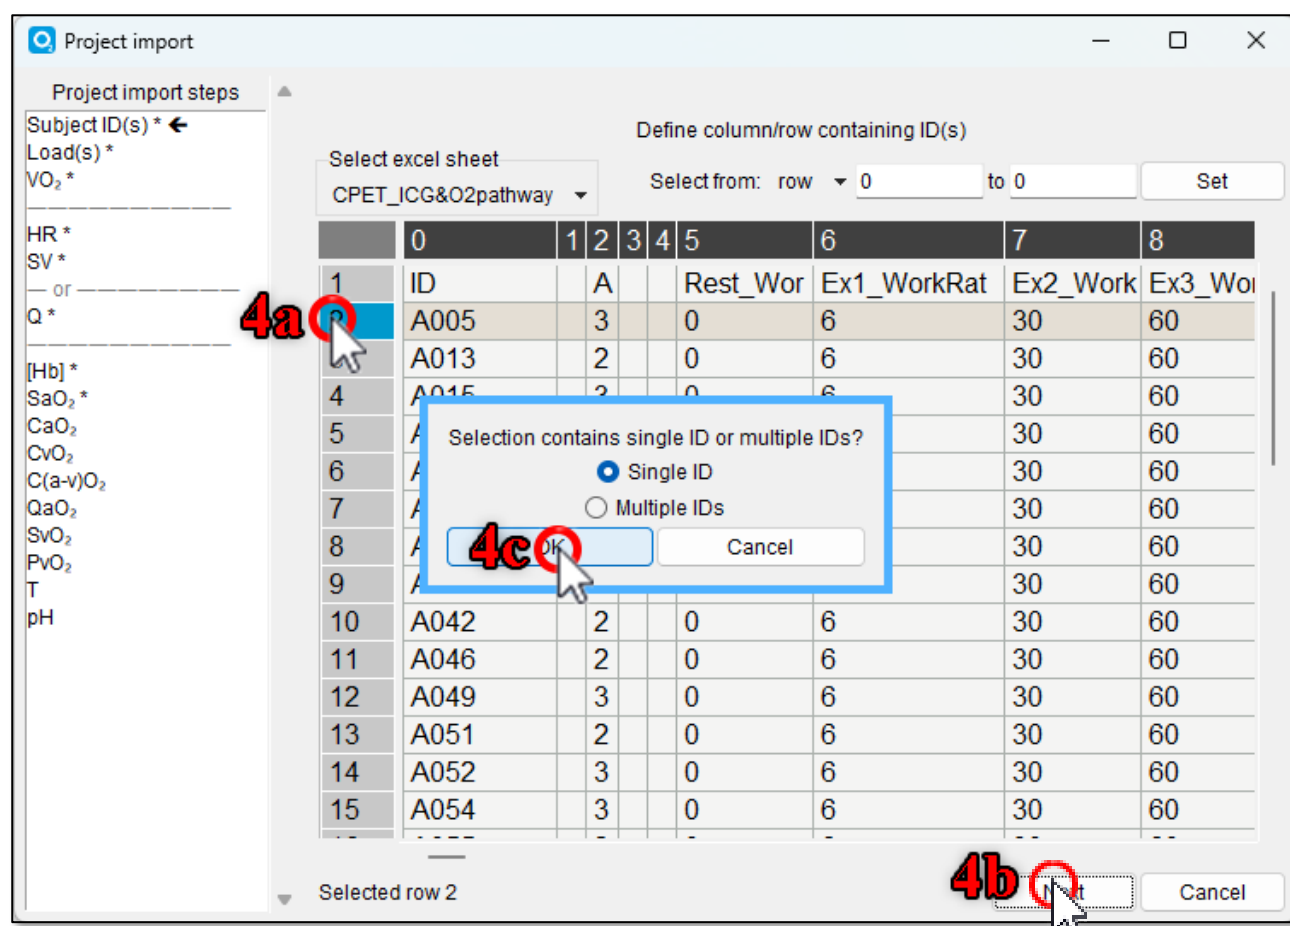 Project import
Project import steps
Subject ID(s) * 🡨
Load(s) *
VO₂ *
HR *
SV *
or
Q *
[Hb] *
SaO₂ *
CaO₂
CvO₂
C(a-v)O₂
QaO₂
SvO₂
PvO₂
T
pH
Define column/row containing ID(s)
Select excel sheet
CPET_ICG&O2pathway
Select from: row 0 to 0 Set
0 1 2 3 4 5 6 7 8
1 ID A Rest_Wor Ex1_WorkRat Ex2_Work Ex3_Wor
4a
2 A005 3 0 6 30 60
A013 2 0 6 30 60
4 A015 3 0 6 30 60
5 30 60
6 30 60
7 30 60
8 30 60
9 30 60
10 A042 2 0 6 30 60
11 A046 2 0 6 30 60
12 A049 3 0 6 30 60
13 A051 2 0 6 30 60
14 A052 3 0 6 30 60
15 A054 3 0 6 30 60
Selection contains single ID or multiple IDs?
Single ID
Multiple IDs
4c OK Cancel
Selected row 2
4b Next Cancel